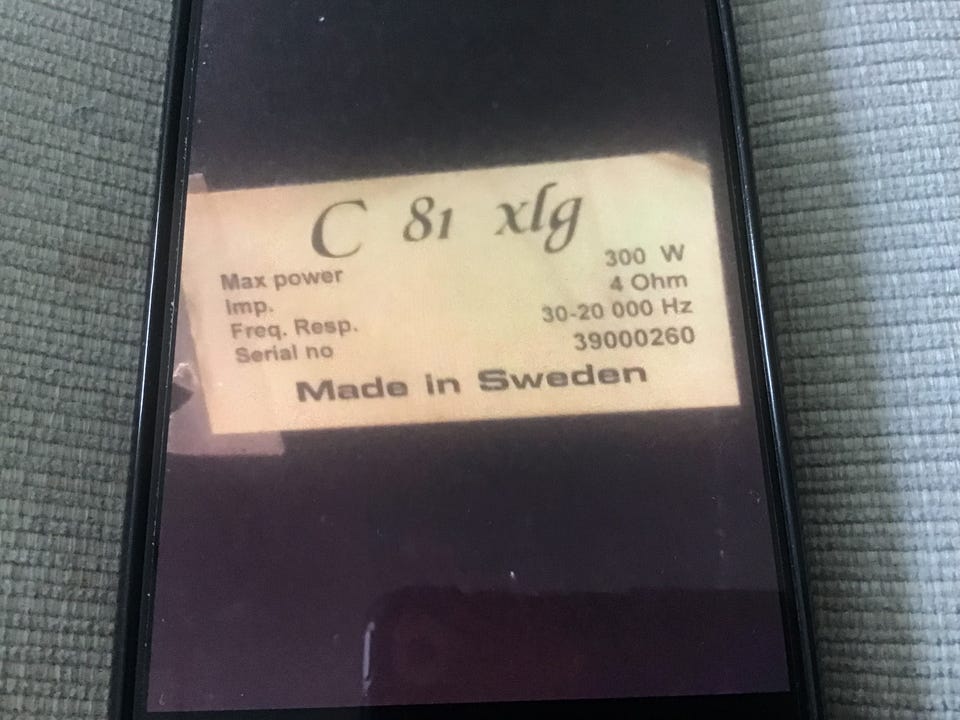 C 81 xlg
Max power 300 W
Imp. 4 Ohm
Freq. Resp. 30-20 000 Hz
Serial no 39000260
Made in Sweden